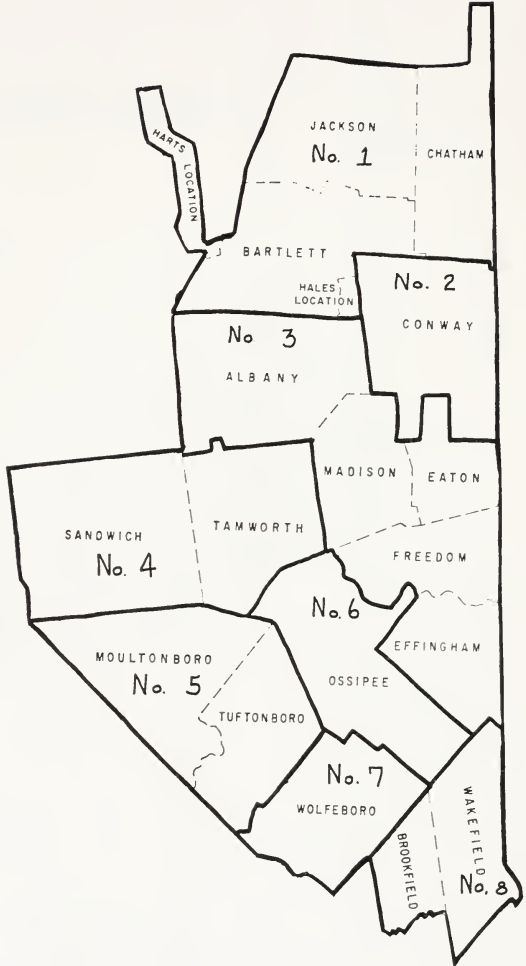 JACKSON
No. 1
CHATHAM
HARTS
LOCATION
BARTLETT
HALES
LOCATION
No. 2
CONWAY
No 3
ALBANY
MADISON
EATON
SANDWICH
No. 4
TAMWORTH
FREEDOM
No. 6
EFFINGHAM
OSSIPEE
MOULTONBORO
No. 5
TUFTONBORO
No. 7
WOLFEBORO
BROOKFIELD
WAKEFIELD
No. 8